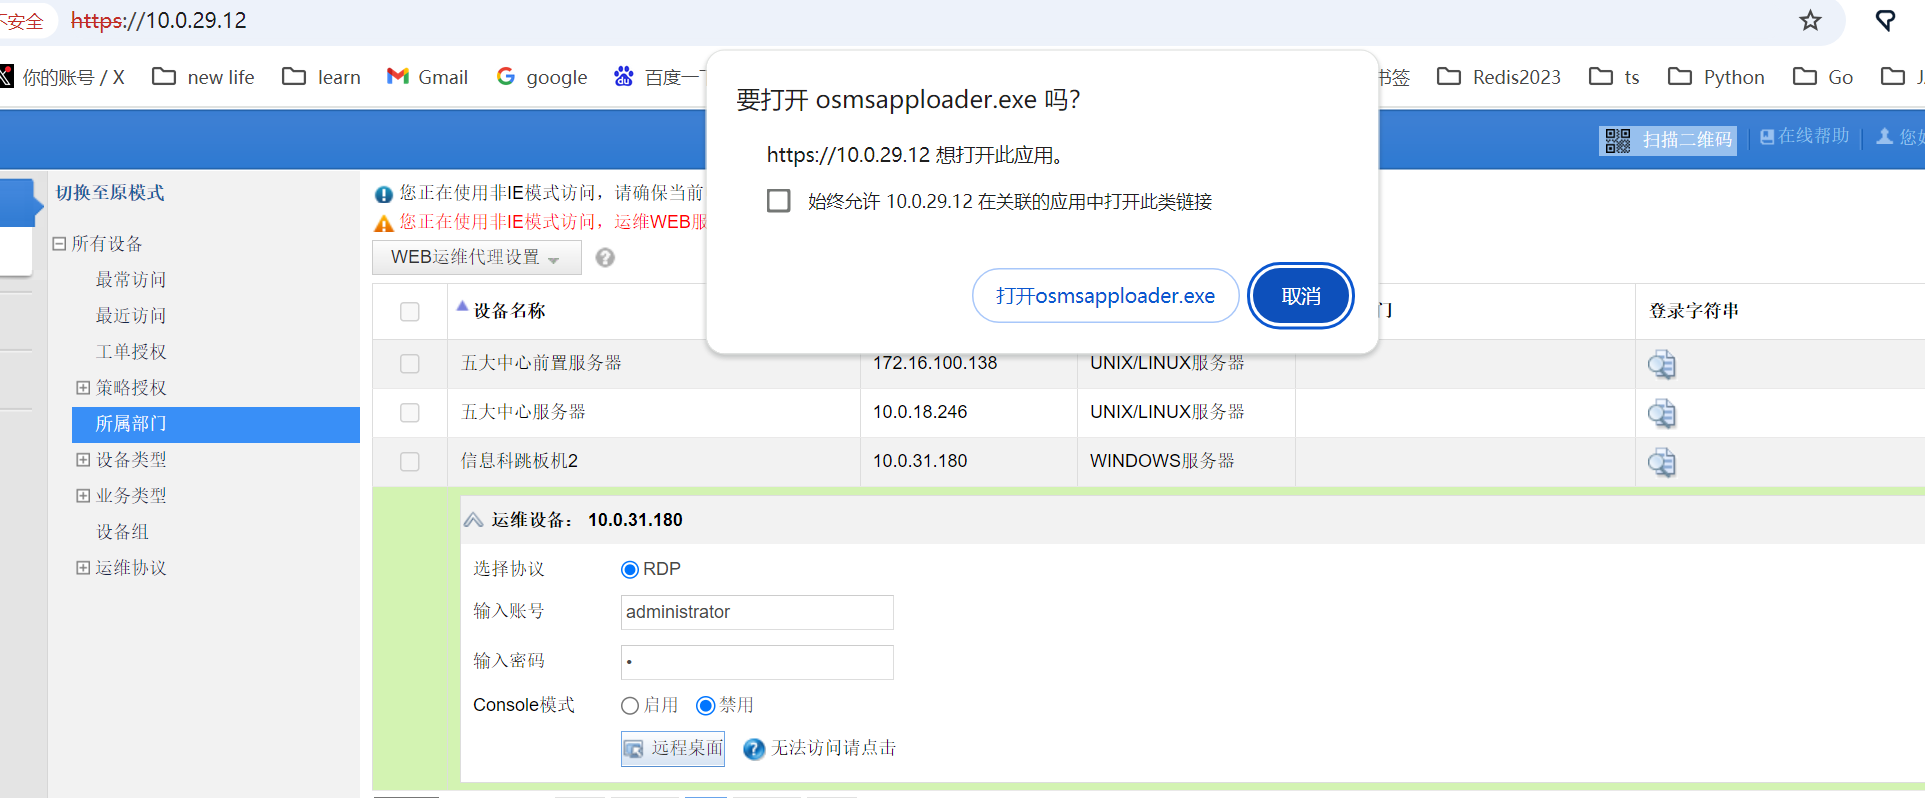 不安全 https://10.0.29.12
你的账号 / X new life learn Gmail google 百度一 书签 Redis2023 ts Python Go
要打开 osmsapploader.exe 吗?
https://10.0.29.12 想打开此应用。
始终允许 10.0.29.12 在关联的应用中打开此类链接
打开osmsapploader.exe 取消
扫描二维码 在线帮助 您
切换至原模式
所有设备
最常访问
最近访问
工单授权
策略授权
所属部门
设备类型
业务类型
设备组
运维协议
您正在使用非IE模式访问，请确保当前
您正在使用非IE模式访问，运维WEB服
WEB运维代理设置
设备名称 门 登录字符串
五大中心前置服务器 172.16.100.138 UNIX/LINUX服务器
五大中心服务器 10.0.18.246 UNIX/LINUX服务器
信息科跳板机2 10.0.31.180 WINDOWS服务器
运维设备： 10.0.31.180
选择协议 RDP
输入账号 administrator
输入密码 •
Console模式 启用 禁用
远程桌面 无法访问请点击